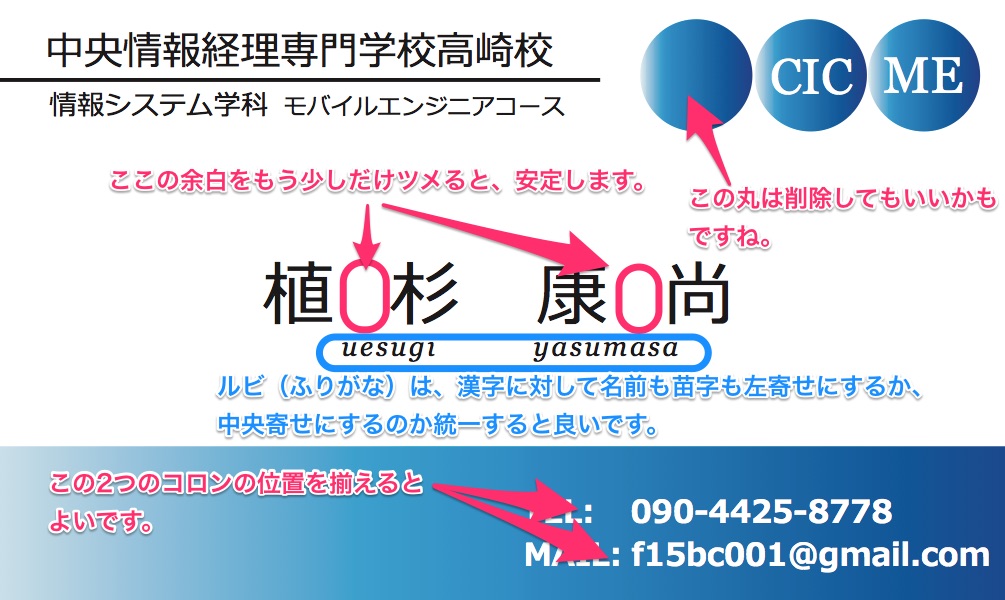 中央情報経理専門学校高崎校
CIC
ME
情報システム学科 モバイルエンジニアコース
ここの余白をもう少しだけツメると、安定します。
この丸は削除してもいいかも
ですね。
植 杉 康 尚
uesugi yasumasa
ルビ（ふりがな）は、漢字に対して名前も苗字も左寄せにするか、
中央寄せにするのか統一すると良いです。
この2つのコロンの位置を揃えると
よいです。
TEL: 090-4425-8778
MAIL: f15bc001@gmail.com